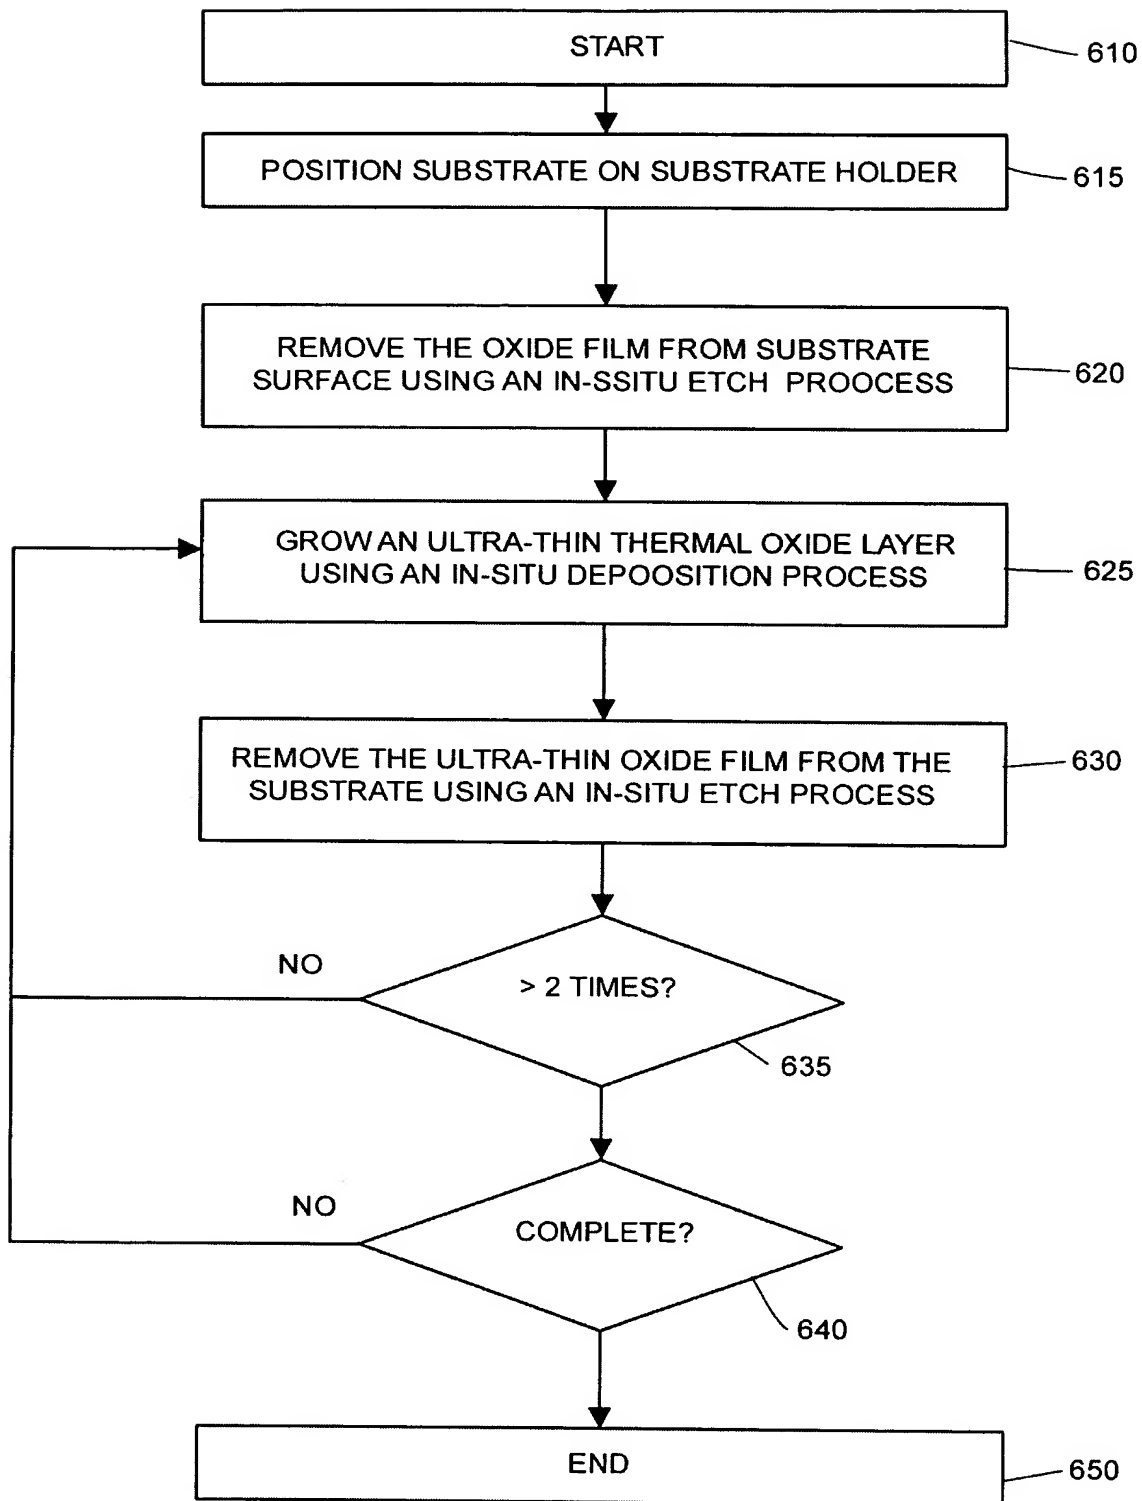 START
610
POSITION SUBSTRATE ON SUBSTRATE HOLDER
615
REMOVE THE OXIDE FILM FROM SUBSTRATE
SURFACE USING AN IN-SSITU ETCH PROOCESS
620
GROW AN ULTRA-THIN THERMAL OXIDE LAYER
USING AN IN-SITU DEPOOSITION PROCESS
625
REMOVE THE ULTRA-THIN OXIDE FILM FROM THE
SUBSTRATE USING AN IN-SITU ETCH PROCESS
630
NO
> 2 TIMES?
635
NO
COMPLETE?
640
END
650